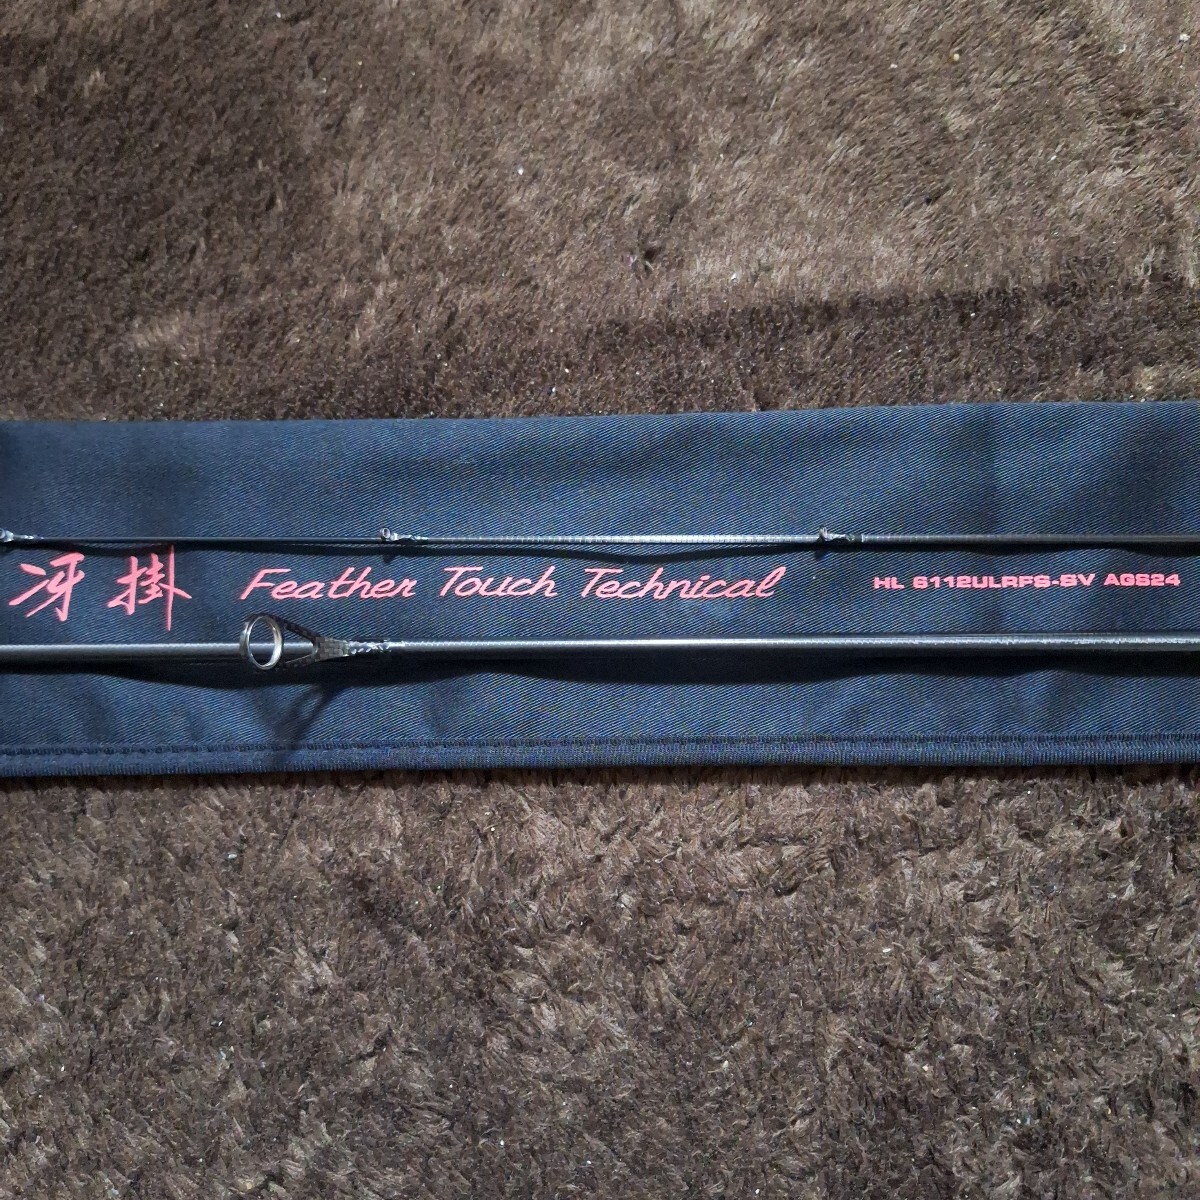 冴掛 Feather Touch Technical HL 6112ULRFS-SV AGS24